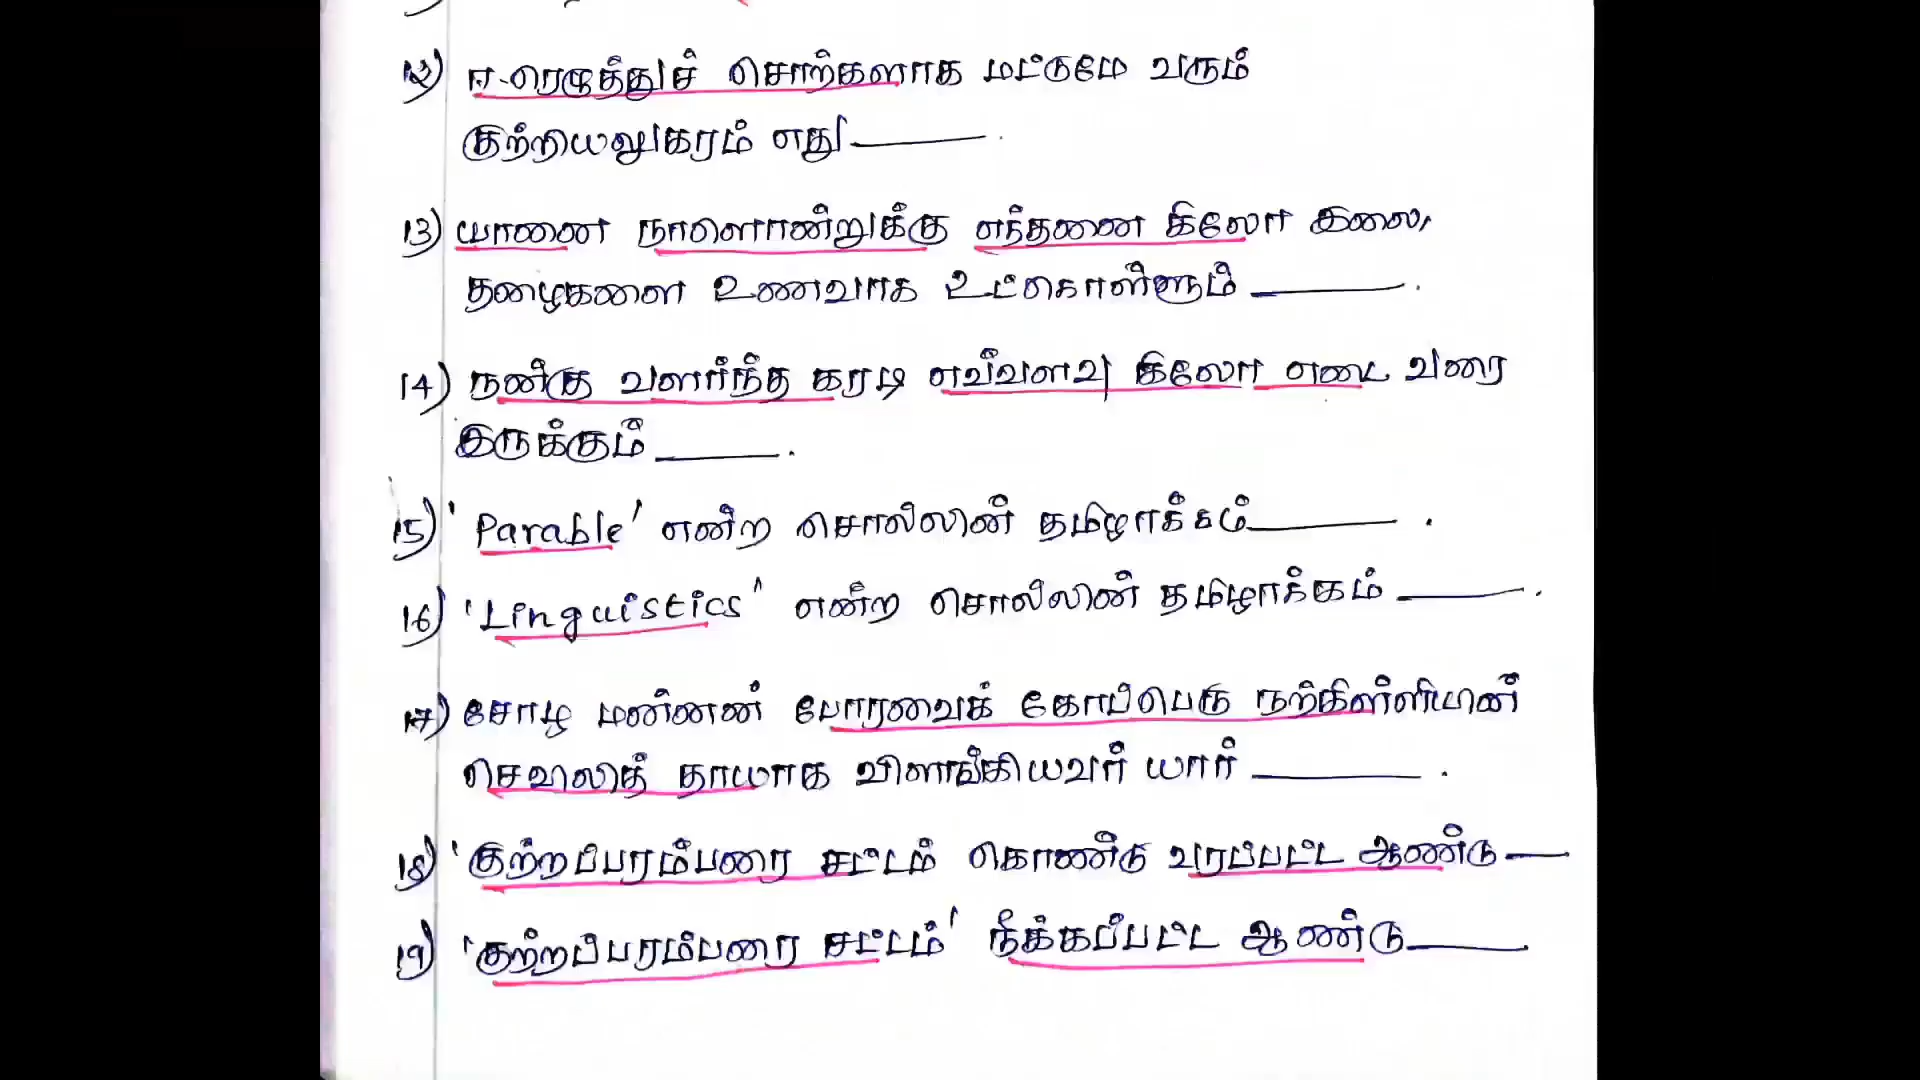 12) ஈரெழுத்துச் சொற்களாக மட்டுமே வரும்
குற்றியலுகரம் எது ______.
13) யானை நாளொன்றுக்கு எந்தனை கிலோ இலை,
தழைகளை உணவாக உட்கொள்ளும் ______.
14) நன்கு வளர்ந்த கரடி எவ்வளவு கிலோ எடை வரை
இருக்கும் ______.
15) 'Parable' என்ற சொல்லின் தமிழாக்கம் ______.
16) 'Linguistics' என்ற சொல்லின் தமிழாக்கம் ______.
17) சோழ மன்னன் போரவைக் கோப்பெரு நற்கிள்ளியின்
செவிலித் தாயாக விளங்கியவர் யார் ______.
18) 'குற்றப்பரம்பரை சட்டம் கொண்டு வரப்பட்ட ஆண்டு ______
19) 'குற்றப்பரம்பரை சட்டம்' நீக்கப்பட்ட ஆண்டு ______